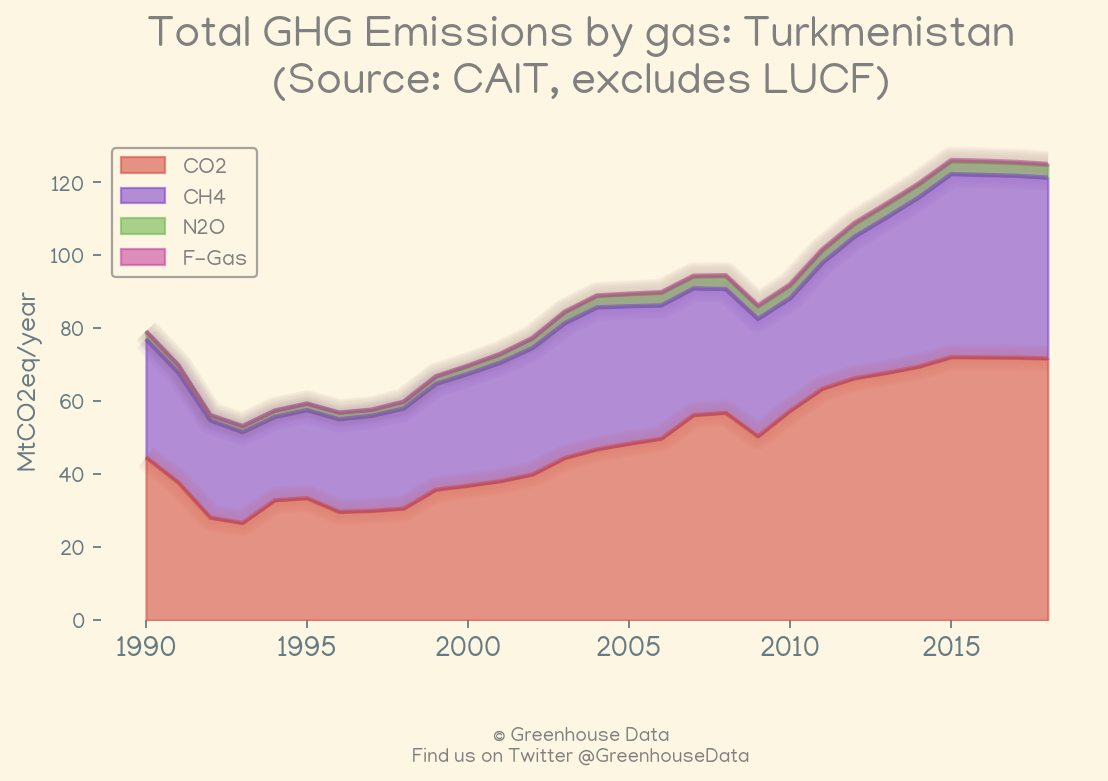 Total GHG Emissions by gas: Turkmenistan
(Source: CAIT, excludes LUCF)
CO2
CH4
N2O
F-Gas
MtCO2eq/year
120
100
80
60
40
20
0
1990 1995 2000 2005 2010 2015
© Greenhouse Data
Find us on Twitter @GreenhouseData